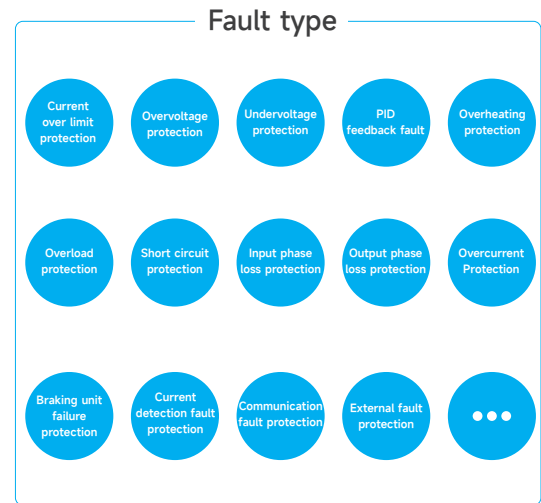 Fault type
Current
over limit
protection
Overvoltage
protection
Undervoltage
protection
PID
feedback fault
Overheating
protection
Overload
protection
Short circuit
protection
Input phase
loss protection
Output phase
loss protection
Overcurrent
Protection
Braking unit
failure
protection
Current
detection fault
protection
Communication
fault protection
External fault
protection
•••